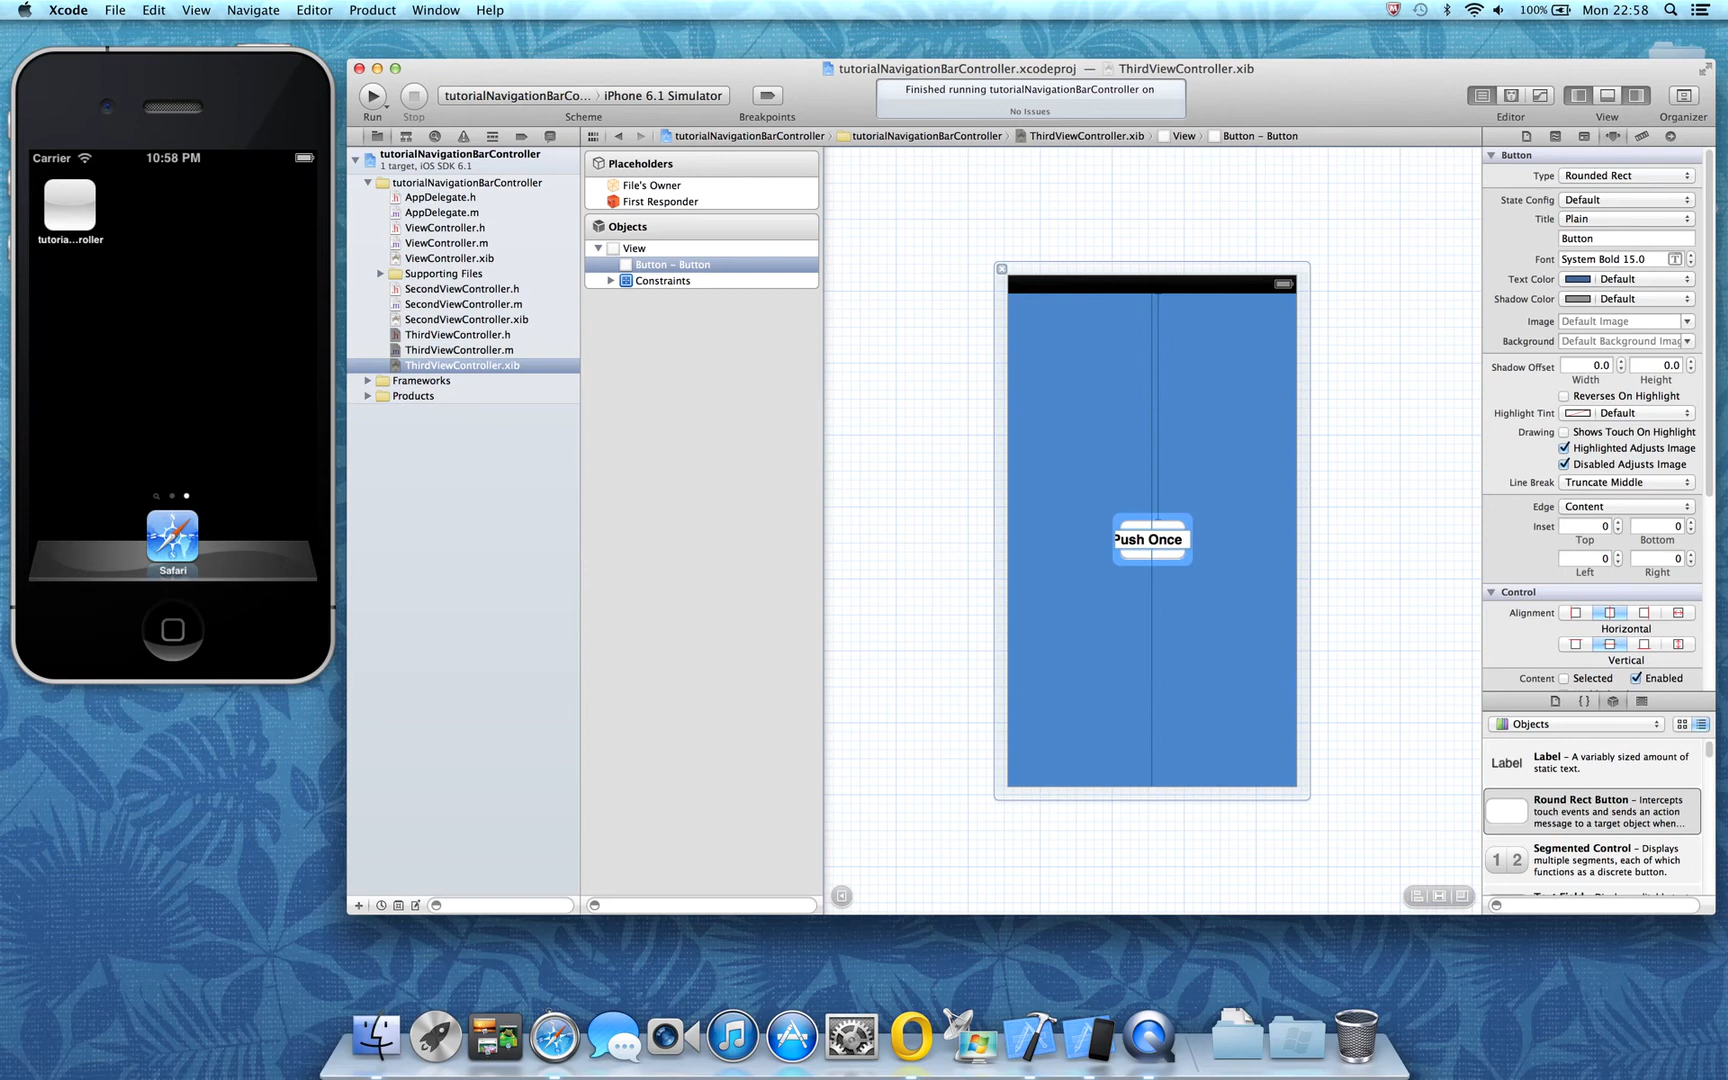 Xcode File Edit View Navigate Editor Product Window Help
100% Mon 22:58
Carrier 10:58 PM
tutoria...roller
Safari
tutorialNavigationBarController.xcodeproj — ThirdViewController.xib
tutorialNavigationBarCo... iPhone 6.1 Simulator
Finished running tutorialNavigationBarController on
No Issues
Run Stop Scheme Breakpoints Editor View Organizer
tutorialNavigationBarController tutorialNavigationBarController ThirdViewController.xib View Button - Button
tutorialNavigationBarController
1 target, iOS SDK 6.1
tutorialNavigationBarController
AppDelegate.h
AppDelegate.m
ViewController.h
ViewController.m
ViewController.xib
Supporting Files
SecondViewController.h
SecondViewController.m
SecondViewController.xib
ThirdViewController.h
ThirdViewController.m
ThirdViewController.xib
Frameworks
Products
Placeholders
File's Owner
First Responder
Objects
View
Button - Button
Constraints
Push Once
Button
Type Rounded Rect
State Config Default
Title Plain
Button
Font System Bold 15.0 T
Text Color Default
Shadow Color Default
Image Default Image
Background Default Background Imag
Shadow Offset 0.0 0.0
Width Height
Reverses On Highlight
Highlight Tint Default
Drawing Shows Touch On Highlight
Highlighted Adjusts Image
Disabled Adjusts Image
Line Break Truncate Middle
Edge Content
Inset 0 0
Top Bottom
0 0
Left Right
Control
Alignment
Horizontal
Vertical
Content Selected Enabled
Objects
Label Label - A variably sized amount of
static text.
Round Rect Button - Intercepts
touch events and sends an action
message to a target object when...
1 2 Segmented Control - Displays
multiple segments, each of which
functions as a discrete button.